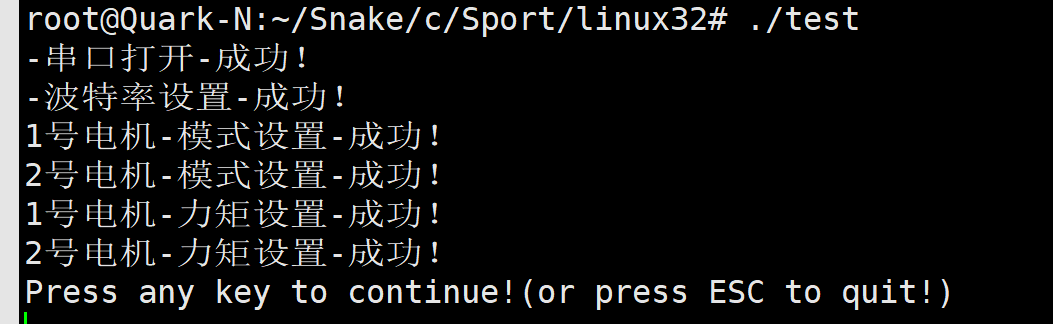 root@Quark-N:~/Snake/c/Sport/linux32# ./test
-串口打开-成功!
-波特率设置-成功!
1号电机-模式设置-成功!
2号电机-模式设置-成功!
1号电机-力矩设置-成功!
2号电机-力矩设置-成功!
Press any key to continue!(or press ESC to quit!)